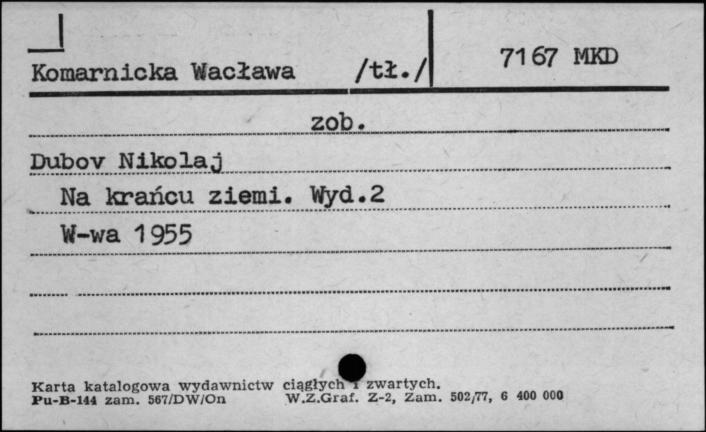 Komarnicka Wacława /tł./ 7167 MKD
zob.
Dubov Nikolaj
Na krańcu ziemi. Wyd.2
W-wa 1955
Karta katalogowa wydawnictw ciągłych i zwartych.
Pu-B-144 zam. 567/DW/On W.Z.Graf. Z-2, Zam. 502/77, 6 400 000